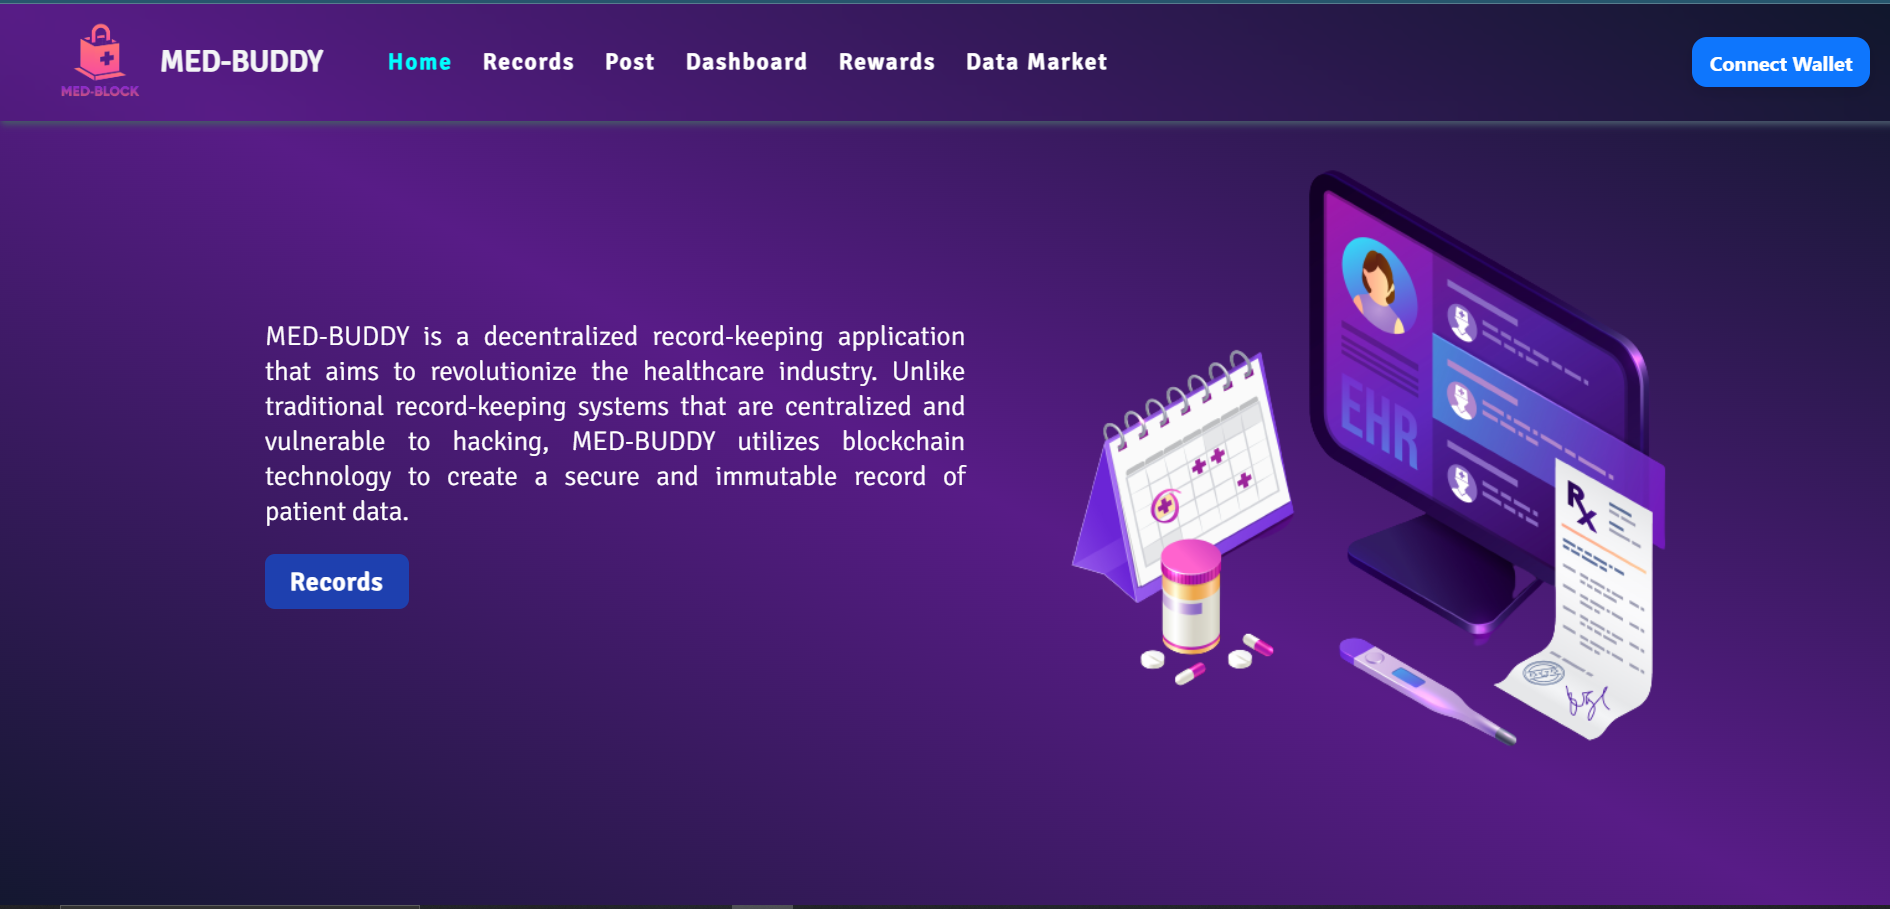 MED-BLOCK
MED-BUDDY
Home Records Post Dashboard Rewards Data Market
Connect Wallet
MED-BUDDY is a decentralized record-keeping application
that aims to revolutionize the healthcare industry. Unlike
traditional record-keeping systems that are centralized and
vulnerable to hacking, MED-BUDDY utilizes blockchain
technology to create a secure and immutable record of
patient data.
Records
EHR
Rx